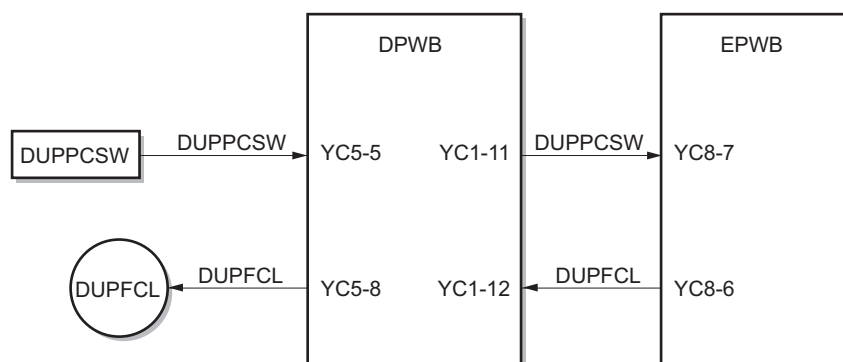 DPWB
EPWB
DUPPCSW
DUPPCSW
YC5-5
YC1-11
DUPPCSW
YC8-7
DUPFCL
DUPFCL
YC5-8
YC1-12
DUPFCL
YC8-6